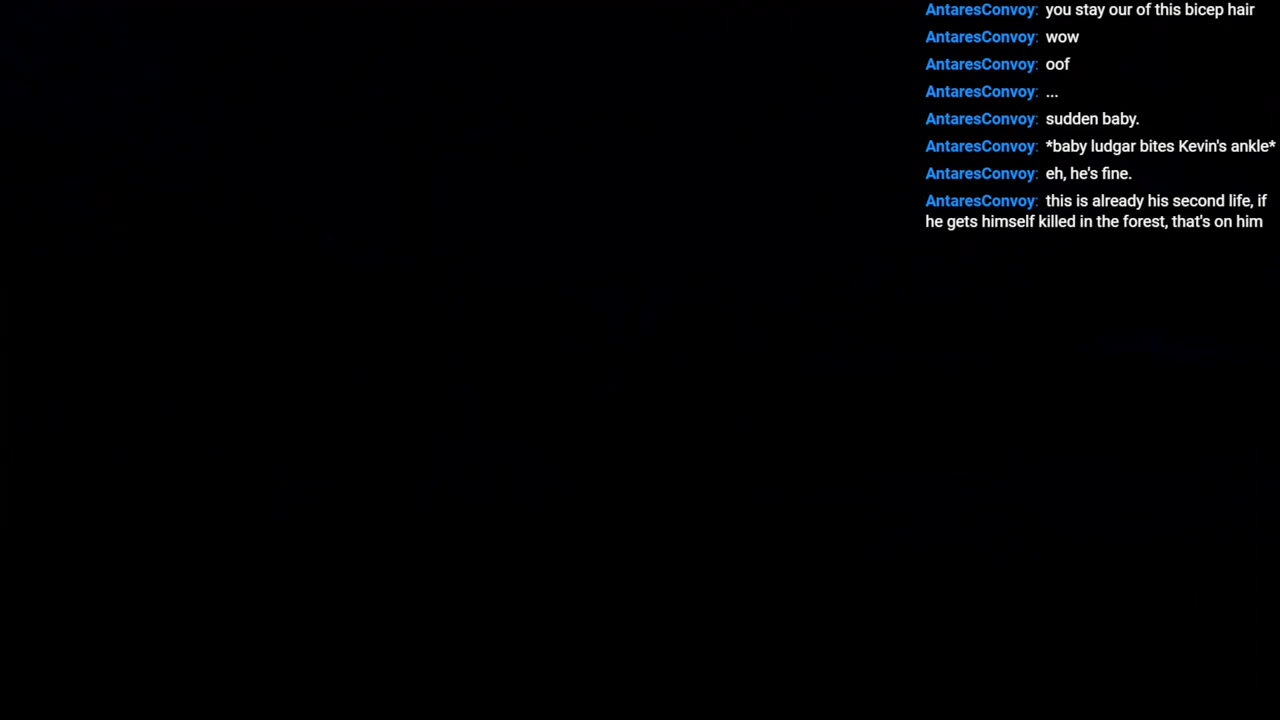 AntaresConvoy: you stay our of this bicep hair
AntaresConvoy: wow
AntaresConvoy: oof
AntaresConvoy: ...
AntaresConvoy: sudden baby.
AntaresConvoy: *baby ludgar bites Kevin's ankle*
AntaresConvoy: eh, he's fine.
AntaresConvoy: this is already his second life, if
he gets himself killed in the forest, that's on him